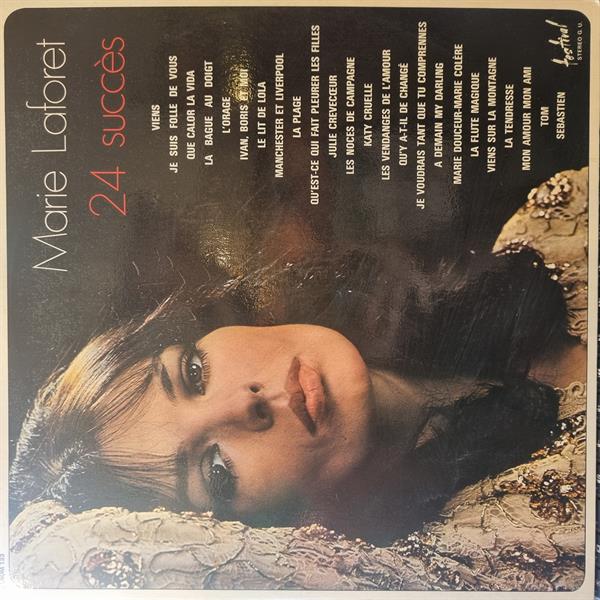 Marie Laforet
24 succès
VIENS
JE SUIS FOLLE DE VOUS
QUE CALOR LA VIDA
LA BAGUE AU DOIGT
L'ORAGE
IVAN, BORIS ET MOI
LE LIT DE LOLA
MANCHESTER ET LIVERPOOL
LA PLAGE
QU'EST-CE QUI FAIT PLEURER LES FILLES
JULIE CREVECŒUR
LES NOCES DE CAMPAGNE
KATY CRUELLE
LES VENDANGES DE L'AMOUR
QU'Y A-T-IL DE CHANGÉ
JE VOUDRAIS TANT QUE TU COMPRENNES
A DEMAIN MY DARLING
MARIE DOUCEUR-MARIE COLÈRE
LA FLUTE MAGIQUE
VIENS SUR LA MONTAGNE
LA TENDRESSE
MON AMOUR MON AMI
TOM
SEBASTIEN
festival
STEREO G.U.